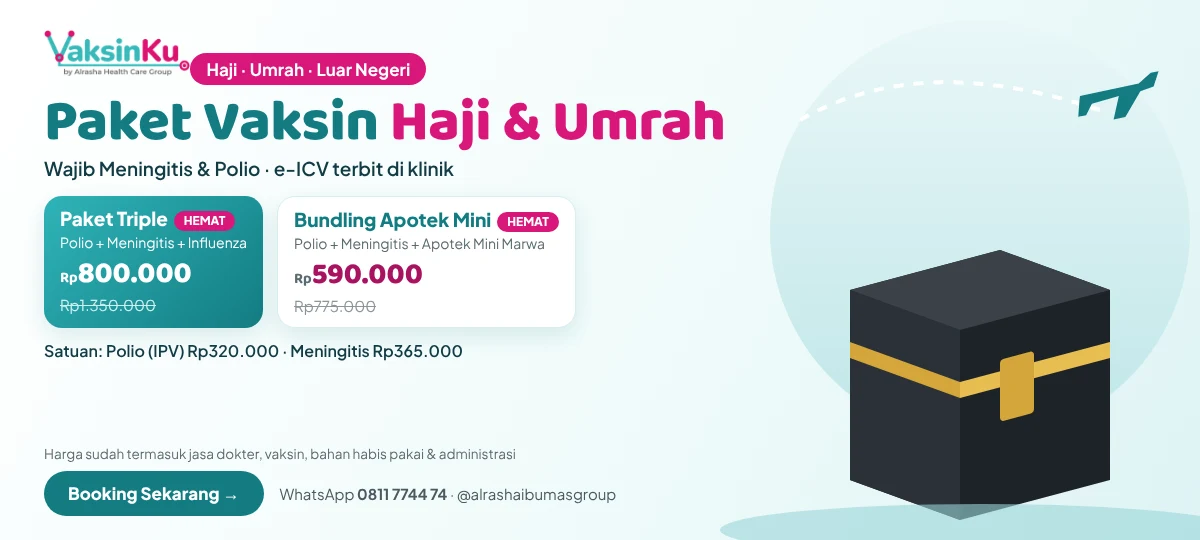 VaksinKu
by Alrasha Health Care Group
Haji · Umrah · Luar Negeri
Paket Vaksin Haji & Umrah
Wajib Meningitis & Polio · e-ICV terbit di klinik
Paket Triple HEMAT
Polio + Meningitis + Influenza
Rp800.000
Rp1.350.000
Bundling Apotek Mini HEMAT
Polio + Meningitis + Apotek Mini Marwa
Rp590.000
Rp775.000
Satuan: Polio (IPV) Rp320.000 · Meningitis Rp365.000
Harga sudah termasuk jasa dokter, vaksin, bahan habis pakai & administrasi
Booking Sekarang →
WhatsApp 0811 7744 74 · @alrashaibumasgroup